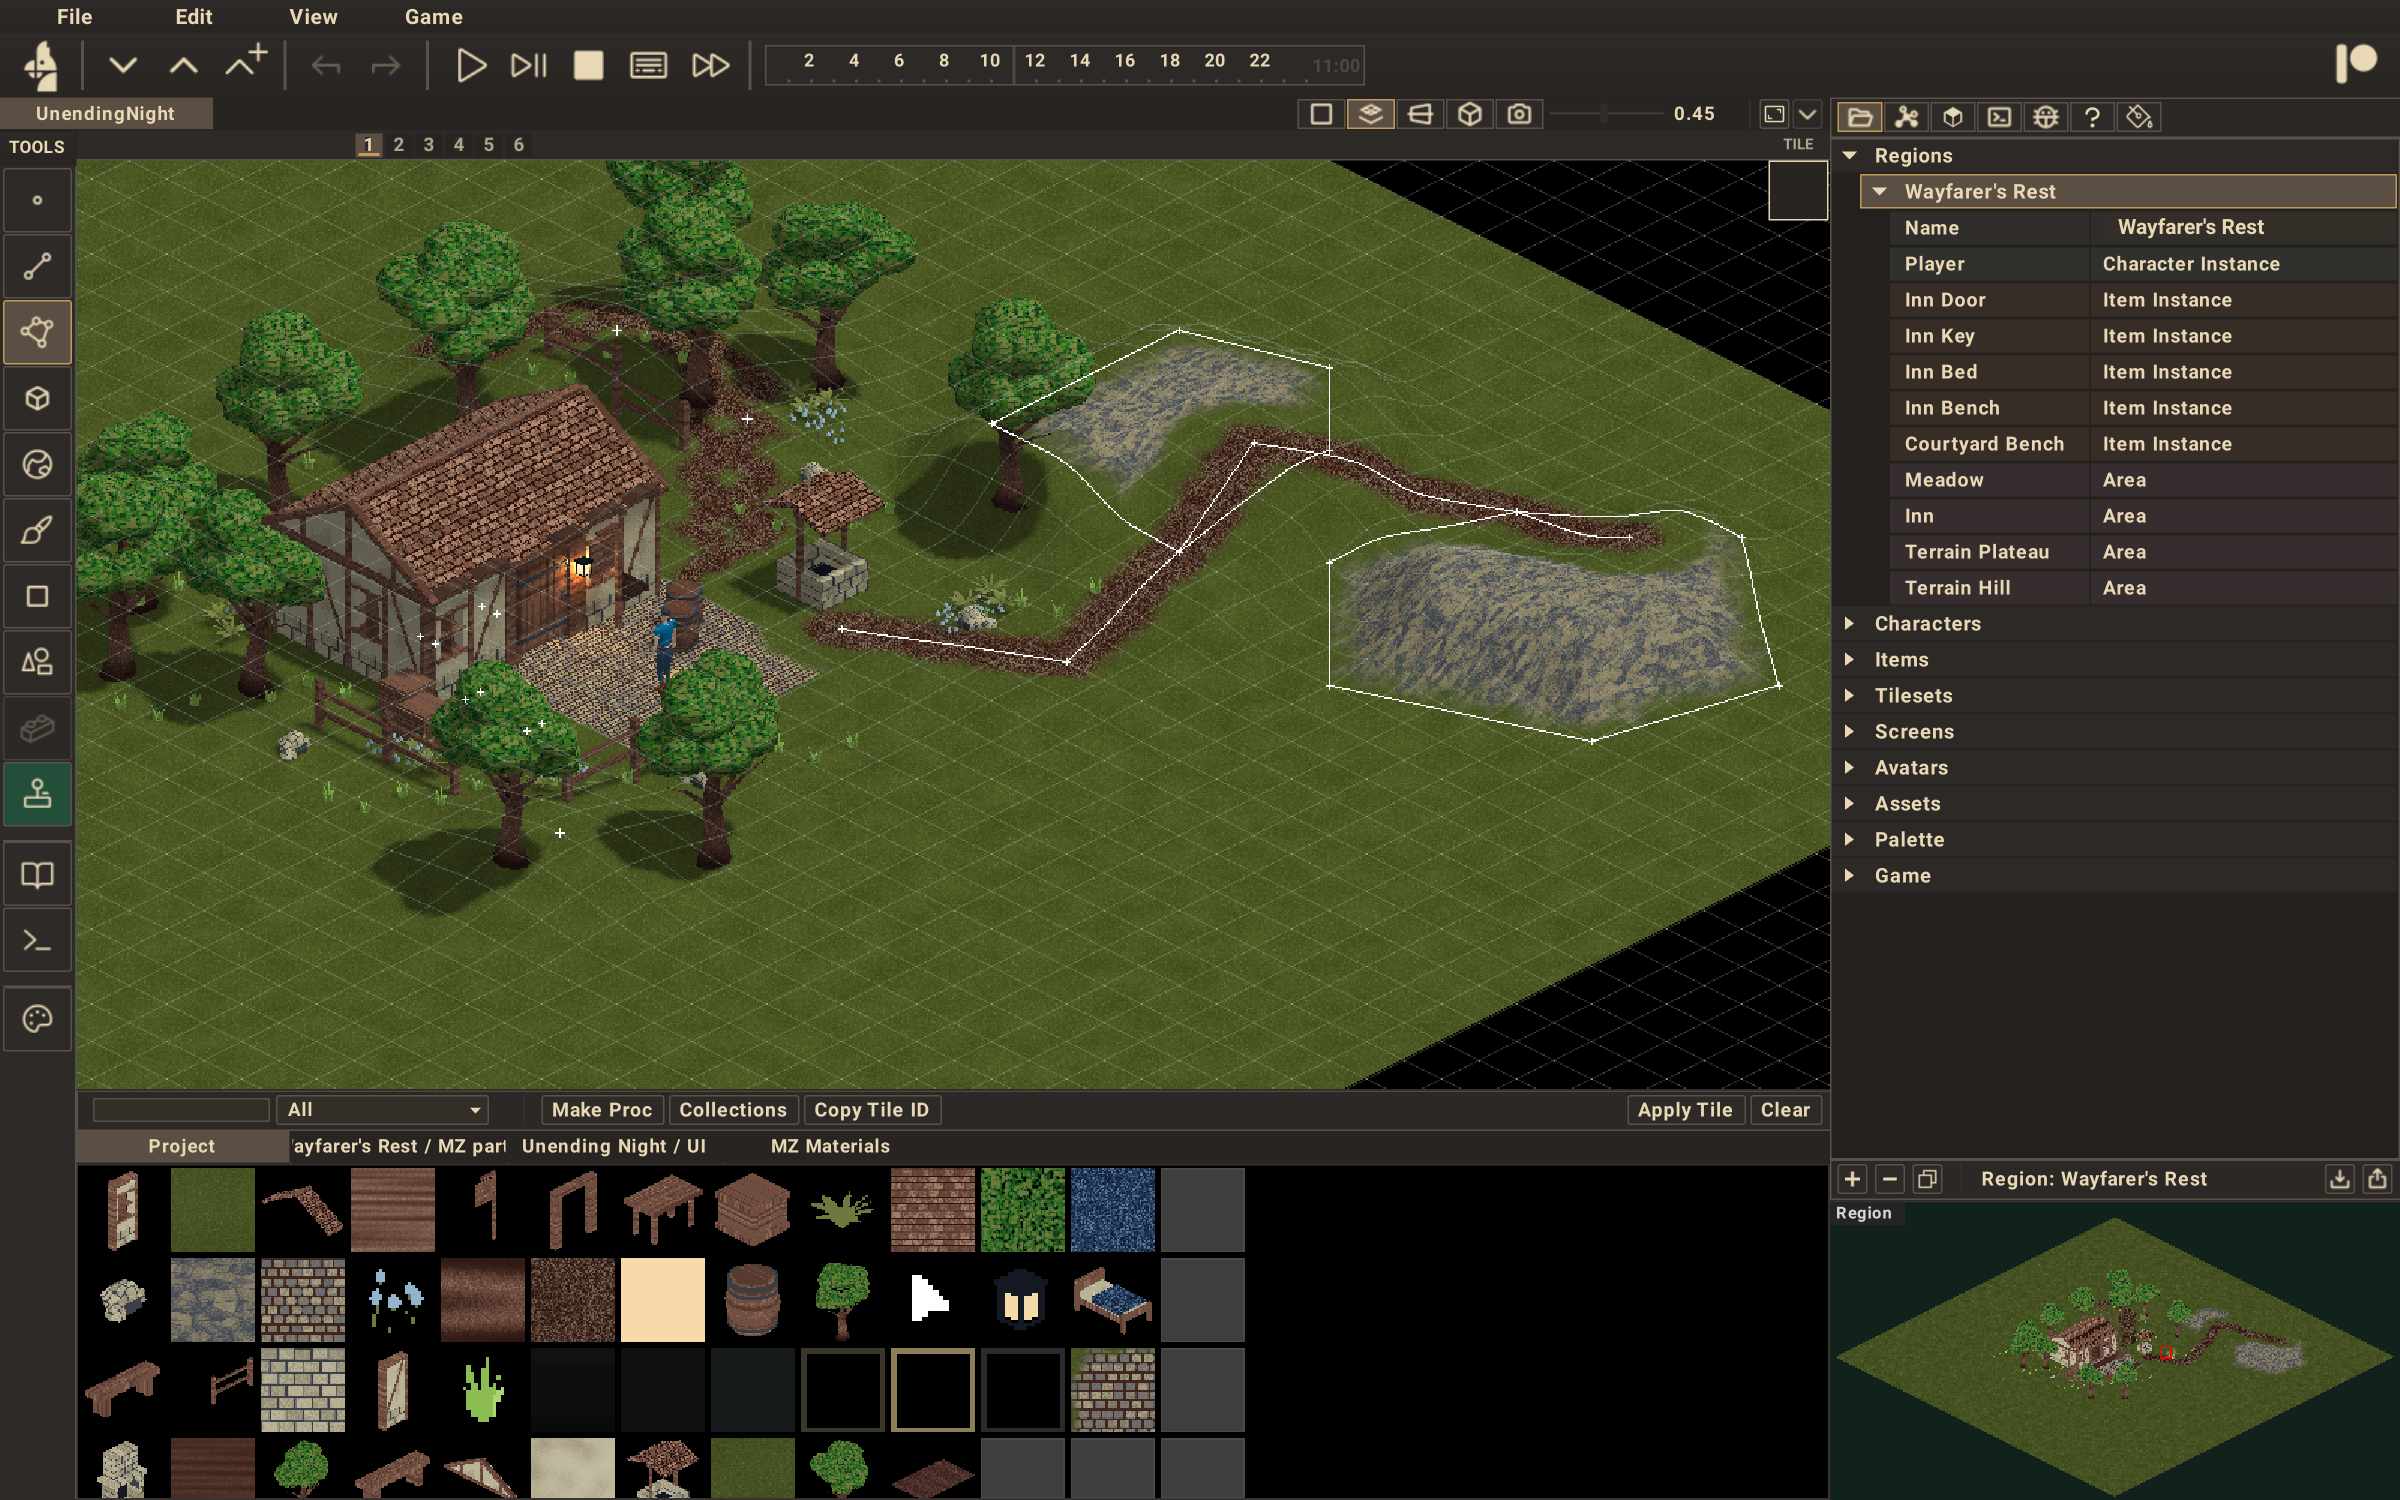 File Edit View Game
2 4 6 8 10 12 14 16 18 20 22 11:00
UnendingNight
0.45
TOOLS
1 2 3 4 5 6
TILE
Regions
Wayfarer's Rest
Name Wayfarer's Rest
Player Character Instance
Inn Door Item Instance
Inn Key Item Instance
Inn Bed Item Instance
Inn Bench Item Instance
Courtyard Bench Item Instance
Meadow Area
Inn Area
Terrain Plateau Area
Terrain Hill Area
Characters
Items
Tilesets
Screens
Avatars
Assets
Palette
Game
All Make Proc Collections Copy Tile ID Apply Tile Clear
Project ayfarer's Rest / MZ part Unending Night / UI MZ Materials
Region: Wayfarer's Rest
Region